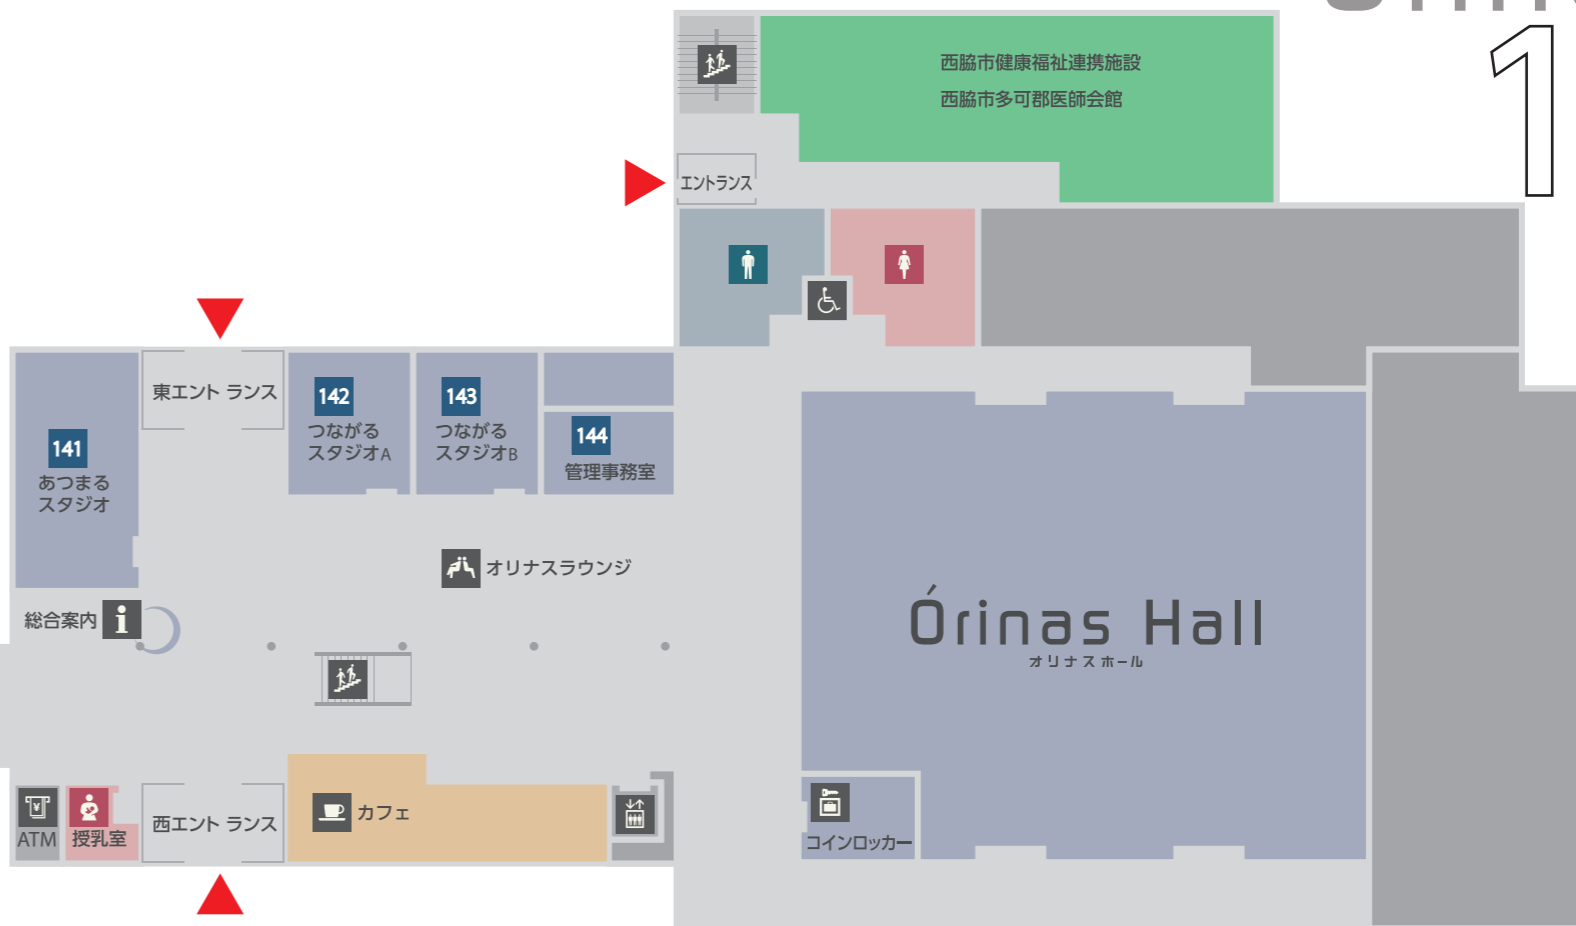 1
西脇市健康福祉連携施設
西脇市多可郡医師会館
エントランス
東エント ランス
142
つながる
スタジオA
143
つながる
スタジオB
144
管理事務室
141
あつまる
スタジオ
オリナスラウンジ
総合案内
i
Órinas Hall
オリナスホール
ATM
授乳室
西エント ランス
カフェ
コインロッカー